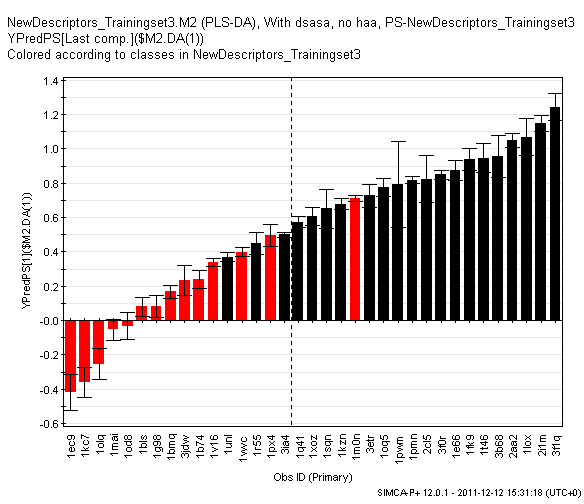 NewDescriptors_Trainingset3.M2 (PLS-DA), With dsasa, no haa, PS-NewDescriptors_Trainingset3
YPredPS[Last comp.]($M2.DA(1))
Colored according to classes in NewDescriptors_Trainingset3
1.4
1.2
1.0
0.8
0.6
0.4
0.2
-0.0
-0.2
-0.4
-0.6
YPredPS[1]($M2.DA(1))
1ec9 1kc7 1olq 1mai 1od8 1bls 1g98 1bmq 3jdw 1b74 1v16 1unl 1wvc 1r55 1px4 3ia4 1q41 1xoz 1sqn 1kzn 1m0n 3etr 1oq5 1pwm 1pmn 2cl5 3f0r 1e66 1fk9 1t46 3b68 2aa2 1lox 2i1m 3f1q
Obs ID (Primary)
SIMCA-P+ 12.0.1 - 2011-12-12 15:31:18 (UTC+0)